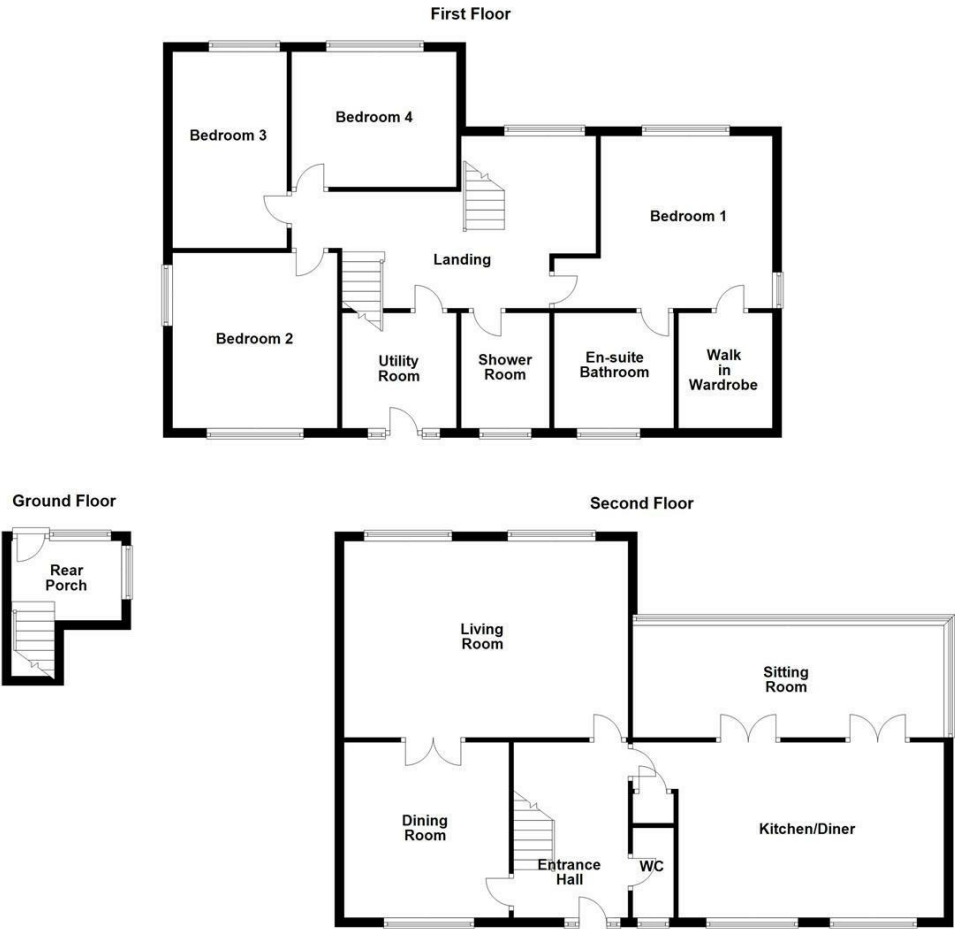 First Floor
Bedroom 3
Bedroom 4
Bedroom 1
Landing
Bedroom 2
Utility
Room
Shower
Room
En-suite
Bathroom
Walk
in
Wardrobe
Ground Floor
Rear
Porch
Second Floor
Living
Room
Sitting
Room
Dining
Room
Entrance
Hall
WC
Kitchen/Diner